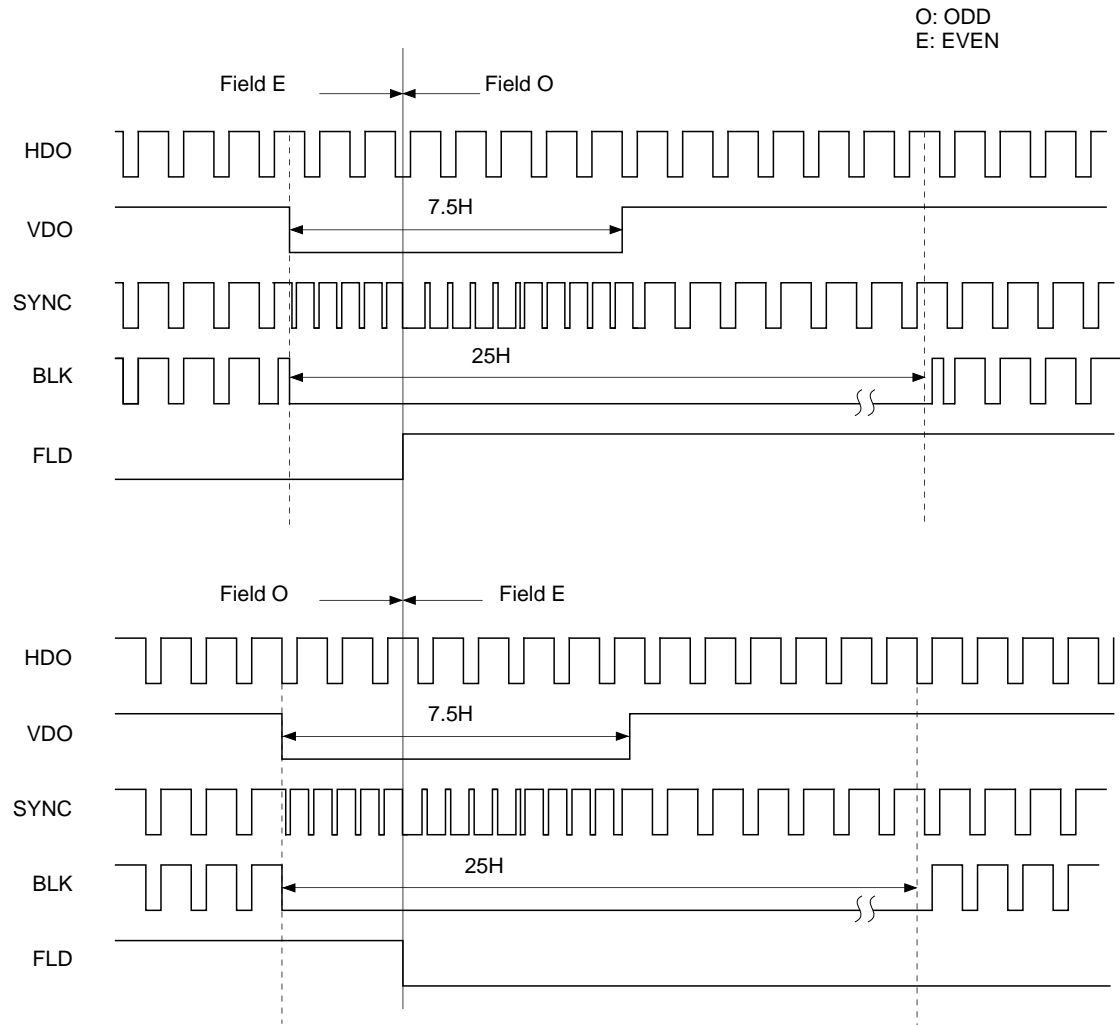 O: ODD
E: EVEN
Field E
Field O
HDO
7.5H
VDO
SYNC
25H
BLK
FLD
Field O
Field E
HDO
7.5H
VDO
SYNC
25H
BLK
FLD